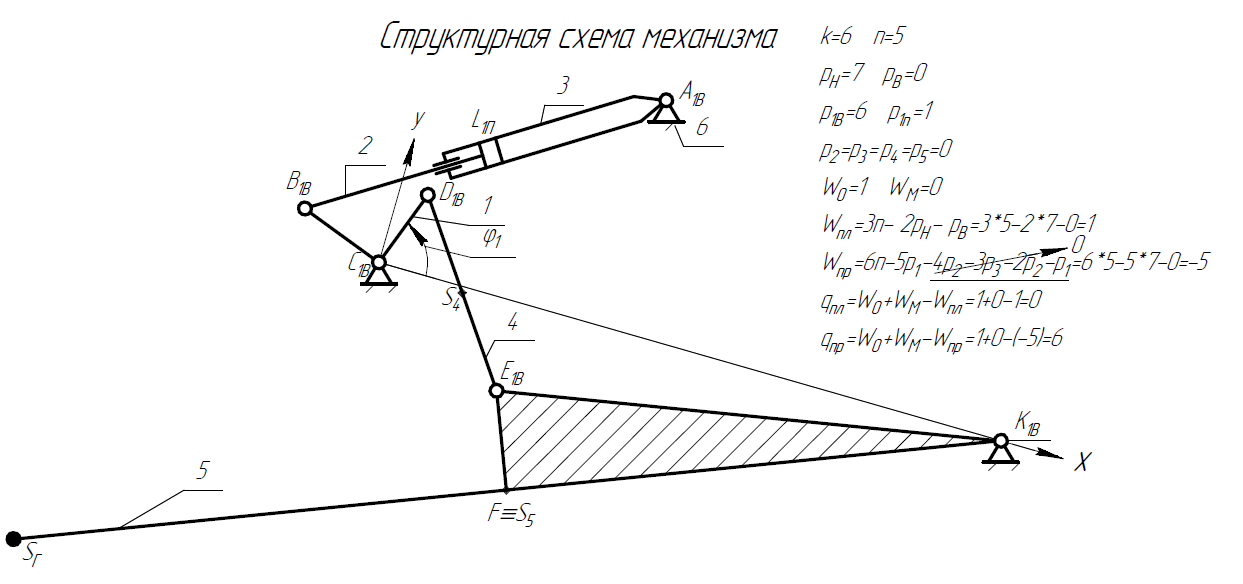 Структурная схема механизма
k=6 n=5
pН=7 pВ=0
p1В=6 p1п=1
p2=p3=p4=p5=0
W0=1 WМ=0
Wпл=3n-2pН-pВ=3*5-2*7-0=1
Wпр=6n-5p1-4p2-3p3-2p2-p1=6*5-5*7-0=-5
qпл=W0+WМ-Wпл=1+0-1=0
qпр=W0+WМ-Wпр=1+0-(-5)=6
0
3
A1В
6
L1П
y
2
B1В
D1В
1
φ1
C1В
S4
4
E1В
K1В
X
5
F≡S5
SГ